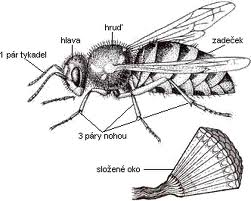 hruď
zadeček
hlava
1 pár tykadel
3 páry nohou
složené oko